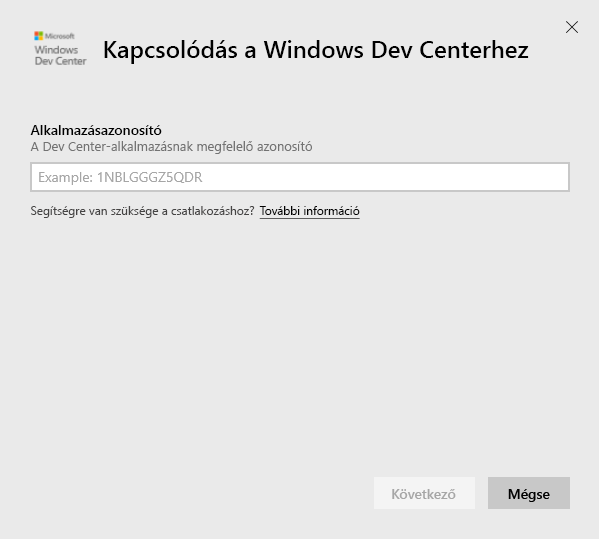 Microsoft
Windows
Dev Center
Kapcsolódás a Windows Dev Centerhez
Alkalmazásazonosító
A Dev Center-alkalmazásnak megfelelő azonosító
Example: 1NBLGGGZ5QDR
Segítségre van szüksége a csatlakozáshoz? További információ
Következő
Mégse